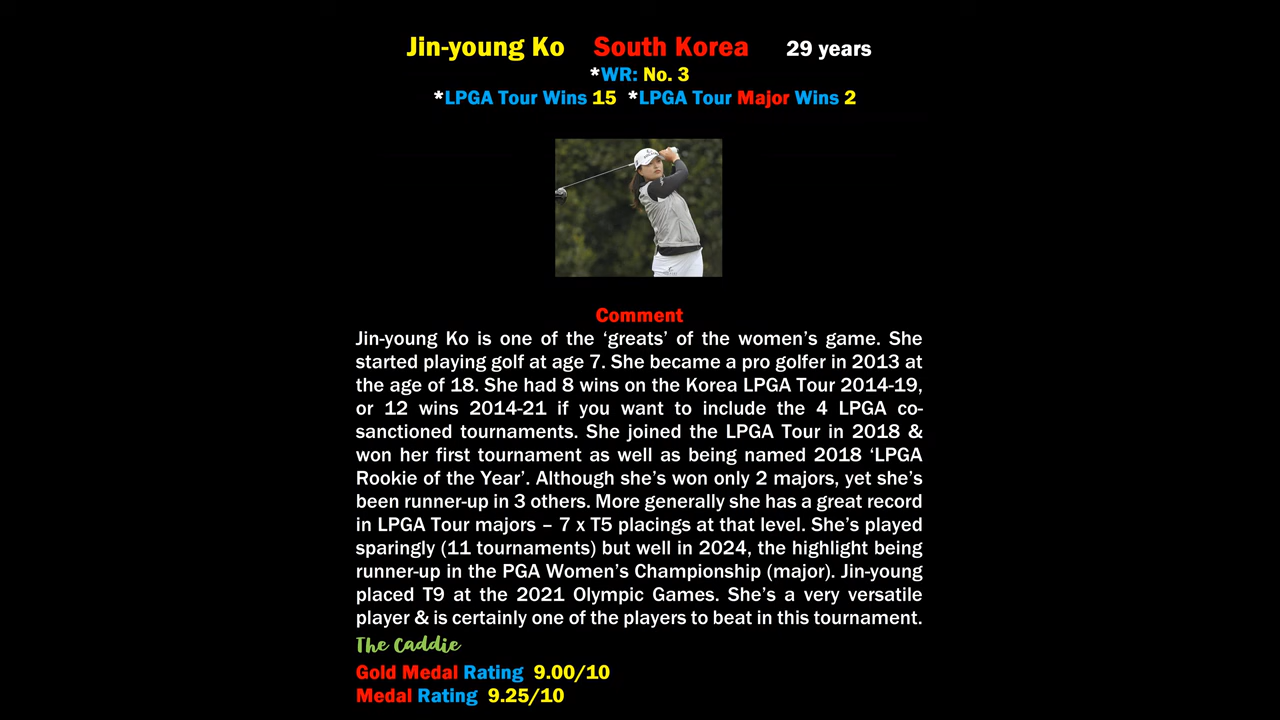 Jin-young Ko South Korea 29 years
*WR: No. 3
*LPGA Tour Wins 15 *LPGA Tour Major Wins 2
Comment
Jin-young Ko is one of the ‘greats’ of the women’s game. She
started playing golf at age 7. She became a pro golfer in 2013 at
the age of 18. She had 8 wins on the Korea LPGA Tour 2014-19,
or 12 wins 2014-21 if you want to include the 4 LPGA co-
sanctioned tournaments. She joined the LPGA Tour in 2018 &
won her first tournament as well as being named 2018 ‘LPGA
Rookie of the Year’. Although she’s won only 2 majors, yet she’s
been runner-up in 3 others. More generally she has a great record
in LPGA Tour majors – 7 x T5 placings at that level. She’s played
sparingly (11 tournaments) but well in 2024, the highlight being
runner-up in the PGA Women’s Championship (major). Jin-young
placed T9 at the 2021 Olympic Games. She’s a very versatile
player & is certainly one of the players to beat in this tournament.
The Caddie
Gold Medal Rating 9.00/10
Medal Rating 9.25/10